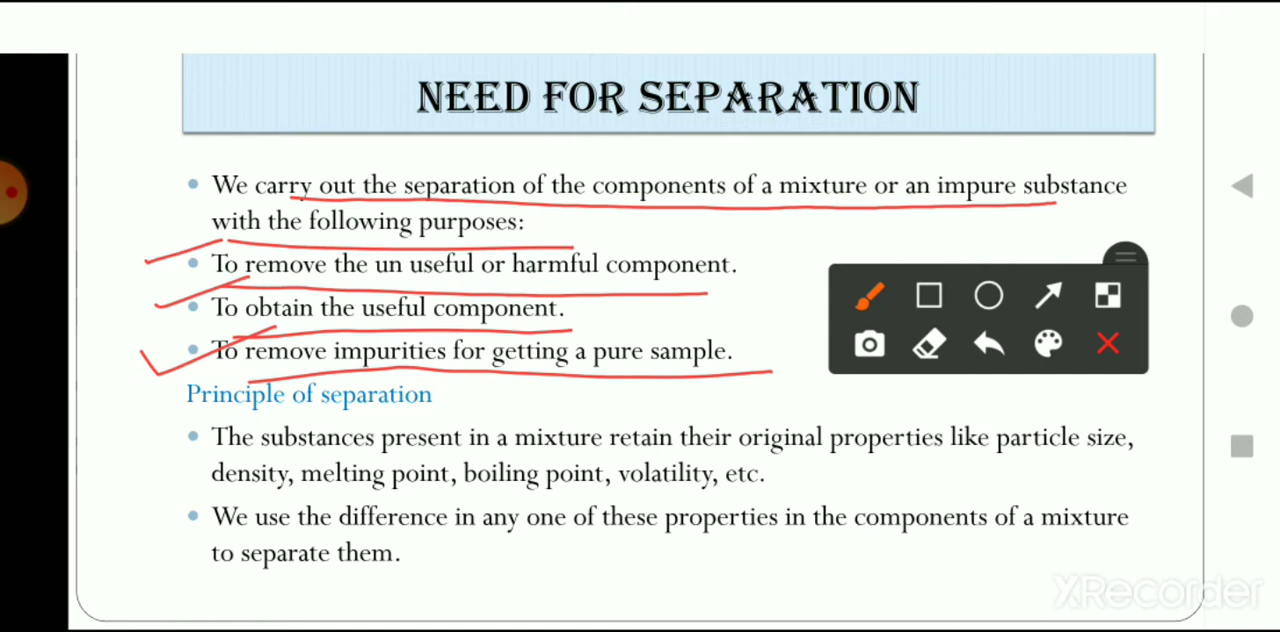 NEED FOR SEPARATION
We carry out the separation of the components of a mixture or an impure substance
with the following purposes:
To remove the un useful or harmful component.
To obtain the useful component.
To remove impurities for getting a pure sample.
Principle of separation
The substances present in a mixture retain their original properties like particle size,
density, melting point, boiling point, volatility, etc.
We use the difference in any one of these properties in the components of a mixture
to separate them.
XRecorder